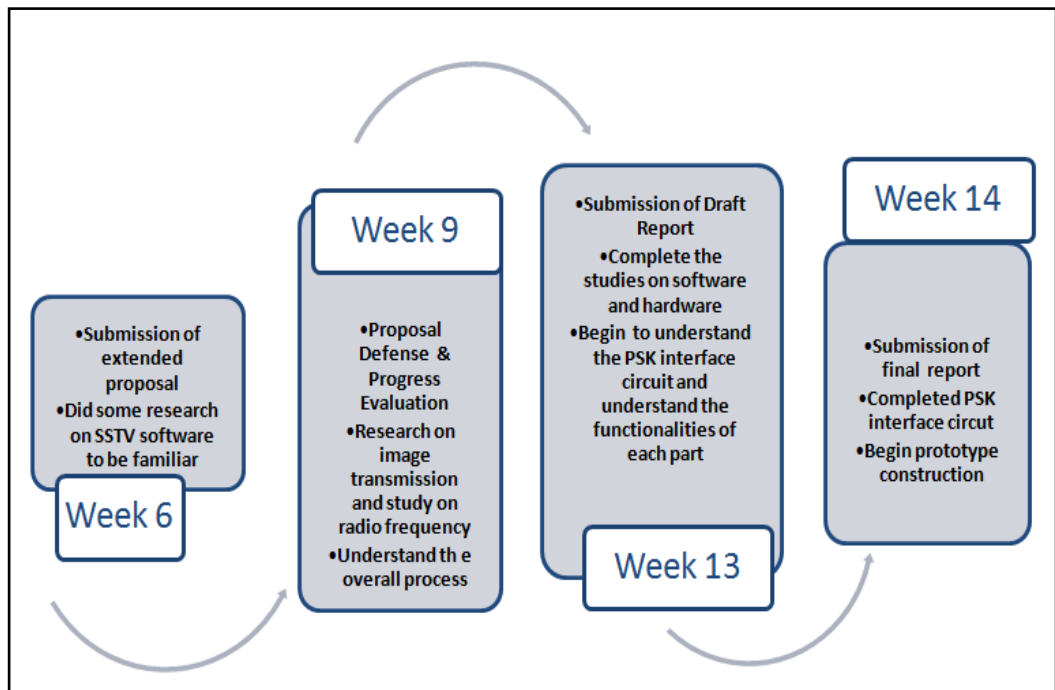 •Submission of
extended
proposal
•Did some research
on SSTV software
to be familiar
Week 6
Week 9
•Proposal
Defense &
Progress
Evaluation
•Research on
image
transmission
and study on
radio frequency
•Understand th e
overall process
•Submission of Draft
Report
•Complete the
studies on software
and hardware
•Begin to understand
the PSK interface
circuit and
understand the
functionalities of
each part
Week 13
Week 14
•Submission of
final report
•Completed PSK
interface circut
•Begin prototype
construction